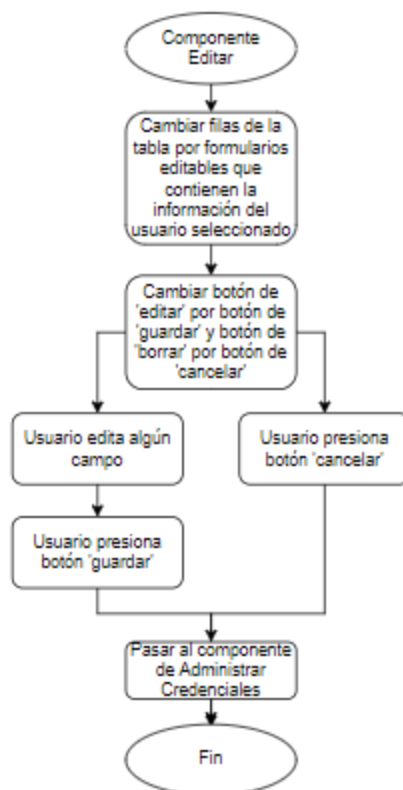 Componente
Editar
Cambiar filas de la
tabla por formularios
editables que
contienen la
información del
usuario seleccionado
Cambiar botón de
'editar' por botón de
'guardar' y botón de
'borrar' por botón de
'cancelar'
Usuario edita algún
campo
Usuario presiona
botón 'cancelar'
Usuario presiona
botón 'guardar'
Pasar al componente
de Administrar
Credenciales
Fin